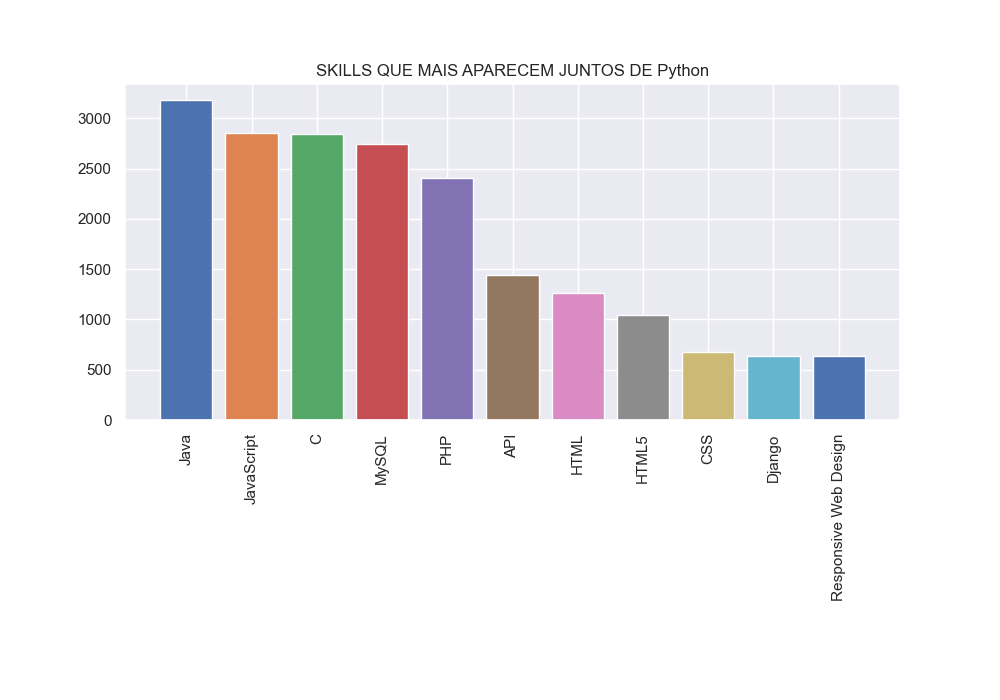 SKILLS QUE MAIS APARECEM JUNTOS DE Python
3000
2500
2000
1500
1000
500
0
Java
JavaScript
C
MySQL
PHP
API
HTML
HTML5
CSS
Django
Responsive Web Design